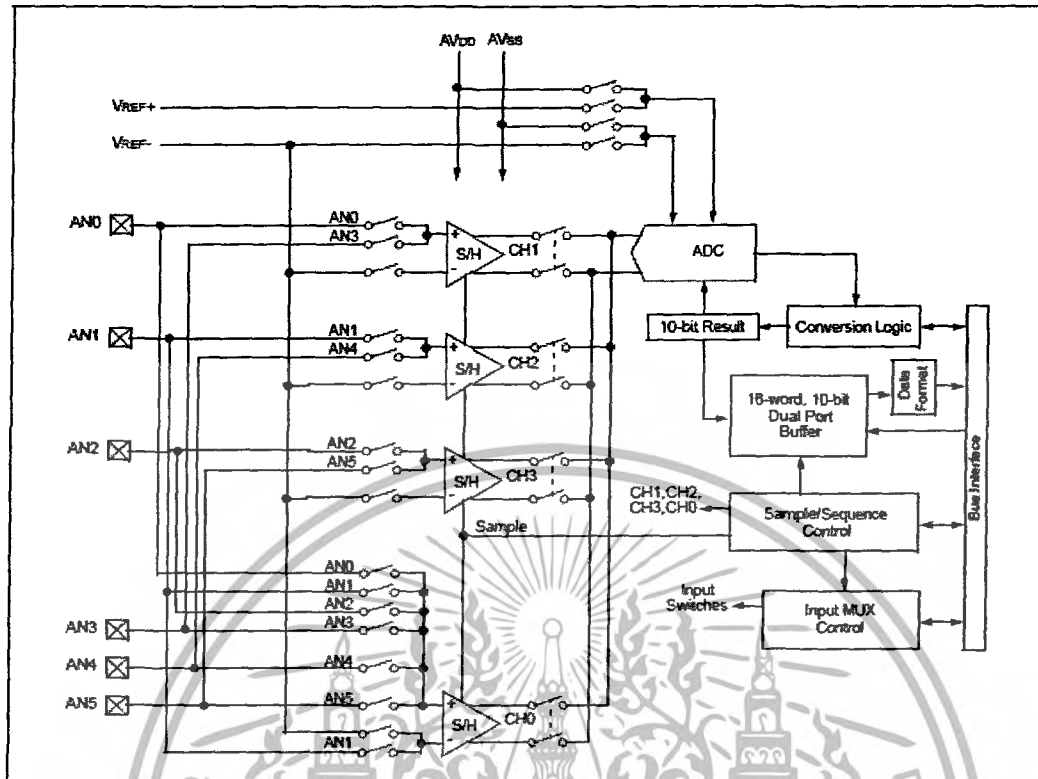 AVDD AVSS
VREF+
VREF-
AN0
AN0
AN3
+
-
S/H
CH1
ADC
10-bit Result
Conversion Logic
AN1
AN1
AN4
+
-
S/H
CH2
16-word, 10-bit
Dual Port
Buffer
Data
Format
AN2
AN2
AN5
+
-
S/H
CH3
CH1,CH2,
CH3,CH0
Sample
Sample/Sequence
Control
Bus Interface
AN0
AN1
AN2
AN3
AN3
Input
Switches
Input MUX
Control
AN4
AN4
AN5
AN5
+
-
S/H
CH0
AN1